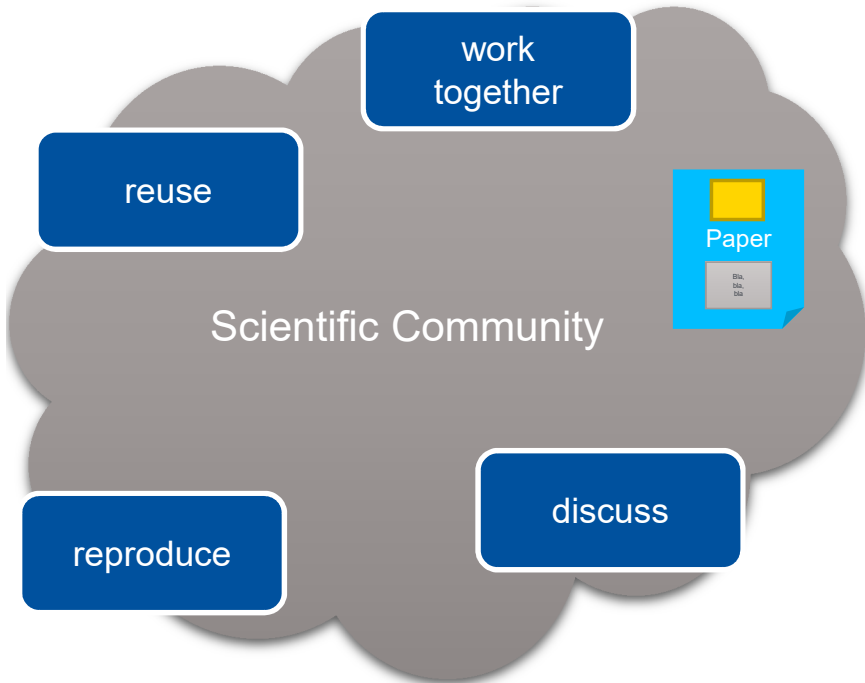 work
together
reuse
Paper
Bla,
bla,
bla
Scientific Community
discuss
reproduce